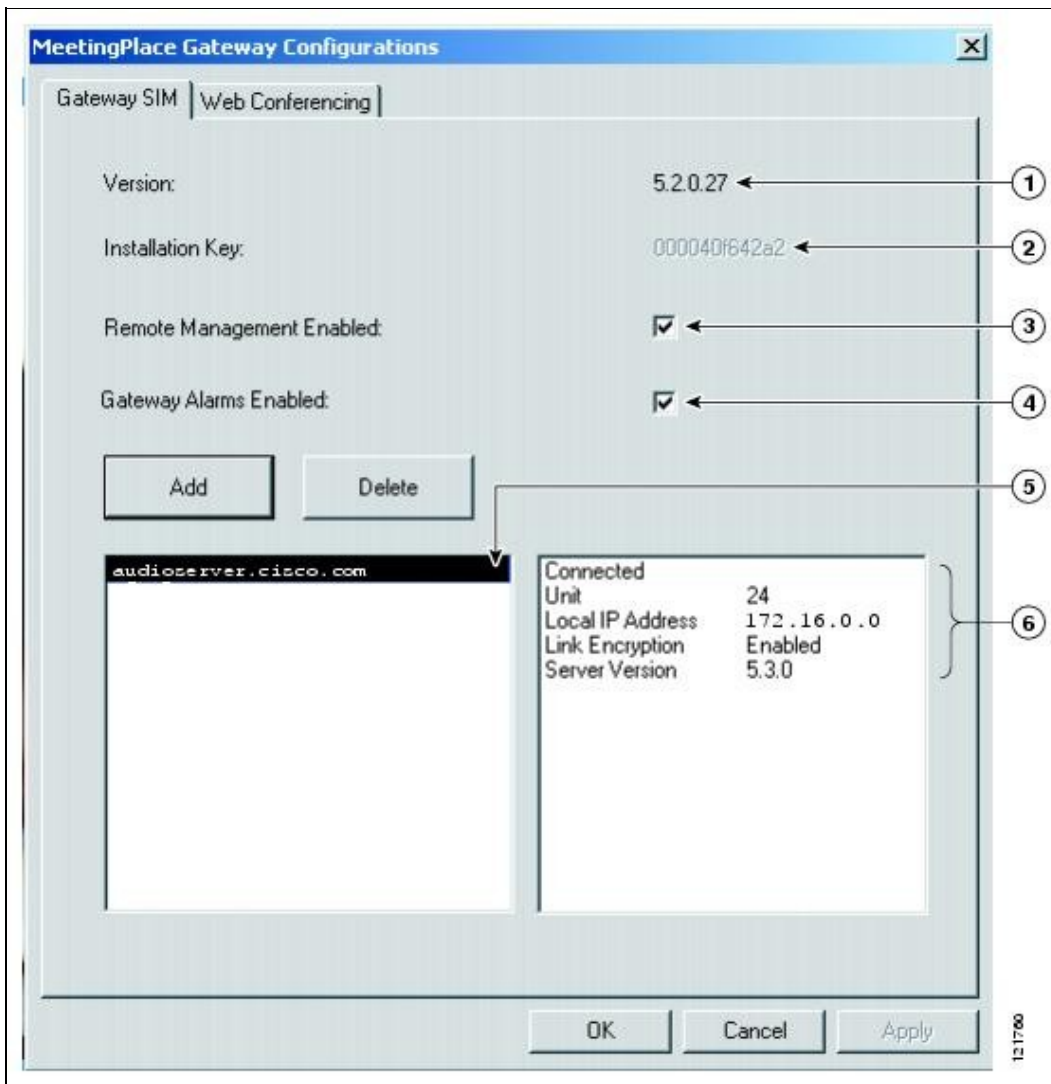 MeetingPlace Gateway Configurations
Gateway SIM Web Conferencing
Version: 5.2.0.27 1
Installation Key: 000040f642a2 2
Remote Management Enabled: 3
Gateway Alarms Enabled: 4
Add Delete 5
audioserver.cisco.com
Connected
Unit 24
Local IP Address 172.16.0.0 6
Link Encryption Enabled
Server Version 5.3.0
OK Cancel Apply
121760